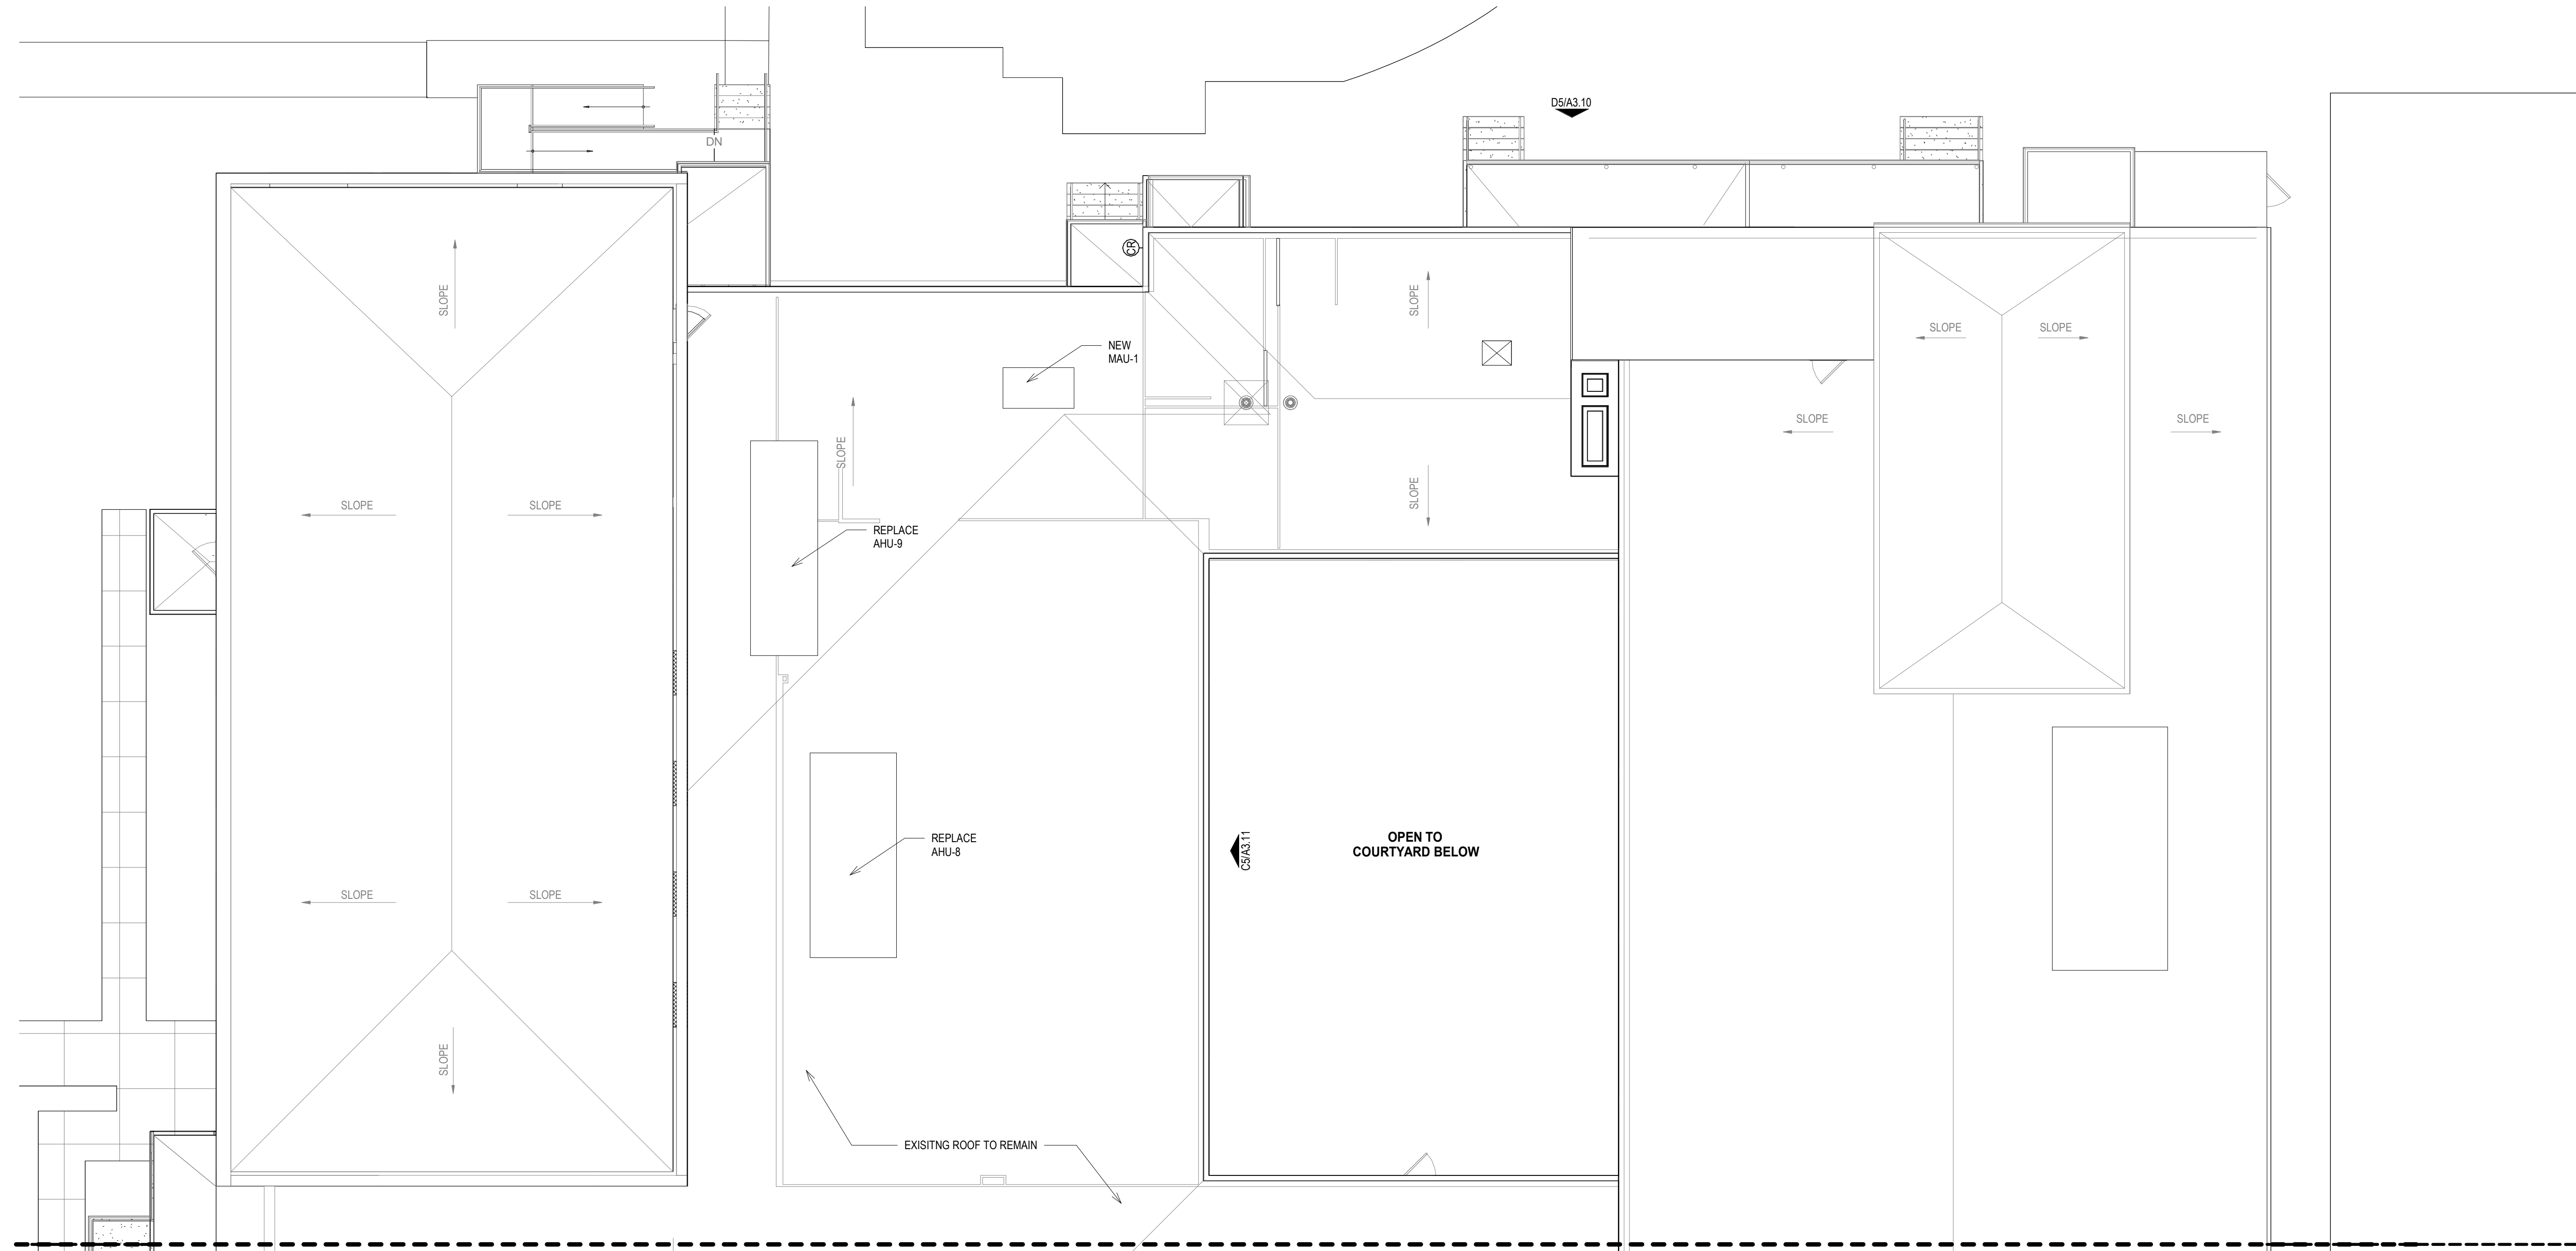 D5/A3.10
DN
CR
SLOPE
SLOPE
SLOPE
SLOPE
NEW
MAU-1
SLOPE
SLOPE
SLOPE
SLOPE
SLOPE
SLOPE
SLOPE
REPLACE
AHU-9
REPLACE
AHU-8
C5/A3.11
OPEN TO
COURTYARD BELOW
SLOPE
SLOPE
SLOPE
EXISITNG ROOF TO REMAIN